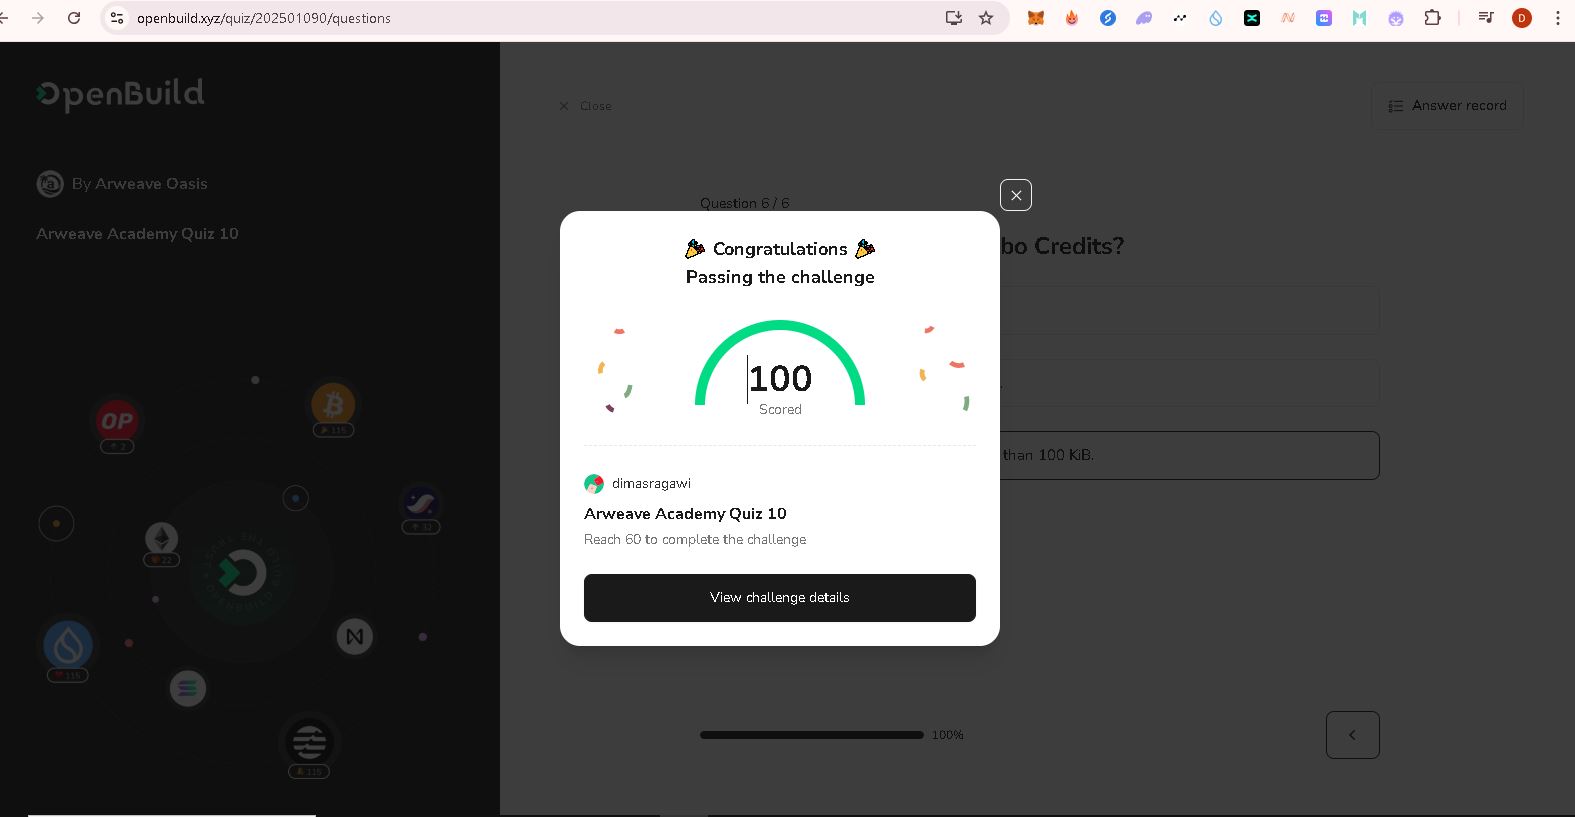 openbuild.xyz/quiz/202501090/questions
D
OpenBuild
Close
Answer record
By Arweave Oasis
Arweave Academy Quiz 10
Question 6 / 6
bo Credits?
🎉 Congratulations 🎉
Passing the challenge
100
Scored
than 100 KiB.
dimasragawi
Arweave Academy Quiz 10
Reach 60 to complete the challenge
View challenge details
100%
OP
2
115
32
22
115
115